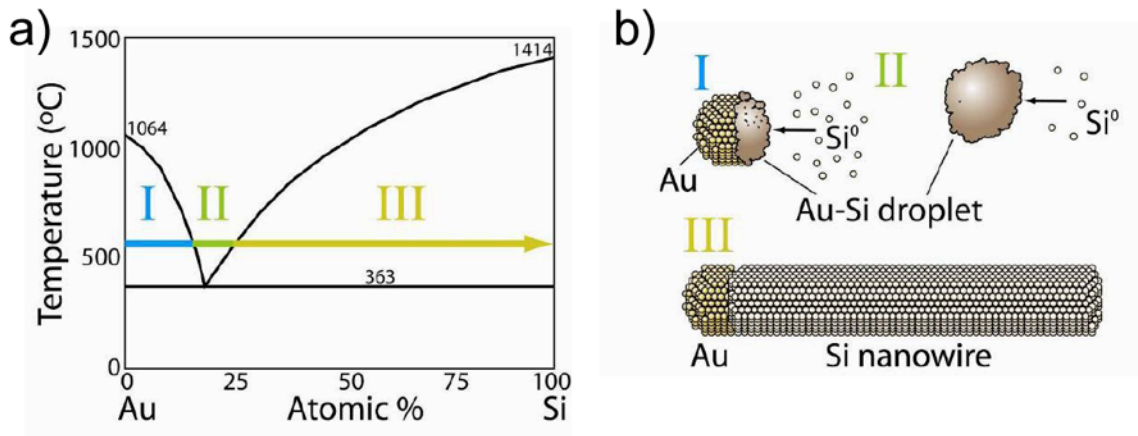 a)
1500
1414
1064
1000
I II III
500
363
0
Temperature (ºC)
0 25 50 75 100
Au Atomic % Si
b)
I II
Si⁰ Si⁰
Au
Au-Si droplet
III
Au Si nanowire